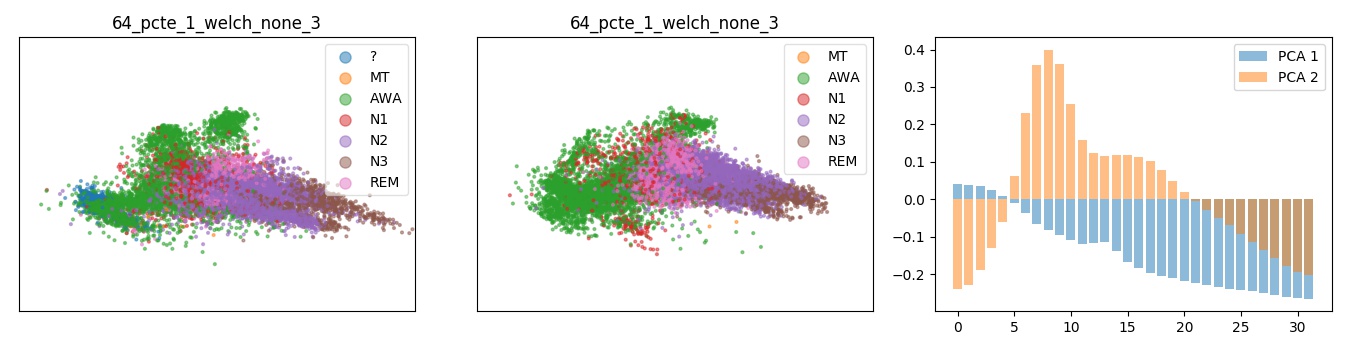 64_pcte_1_welch_none_3
?
MT
AWA
N1
N2
N3
REM
64_pcte_1_welch_none_3
MT
AWA
N1
N2
N3
REM
PCA 1
PCA 2
0.4
0.3
0.2
0.1
0.0
−0.1
−0.2
0 5 10 15 20 25 30